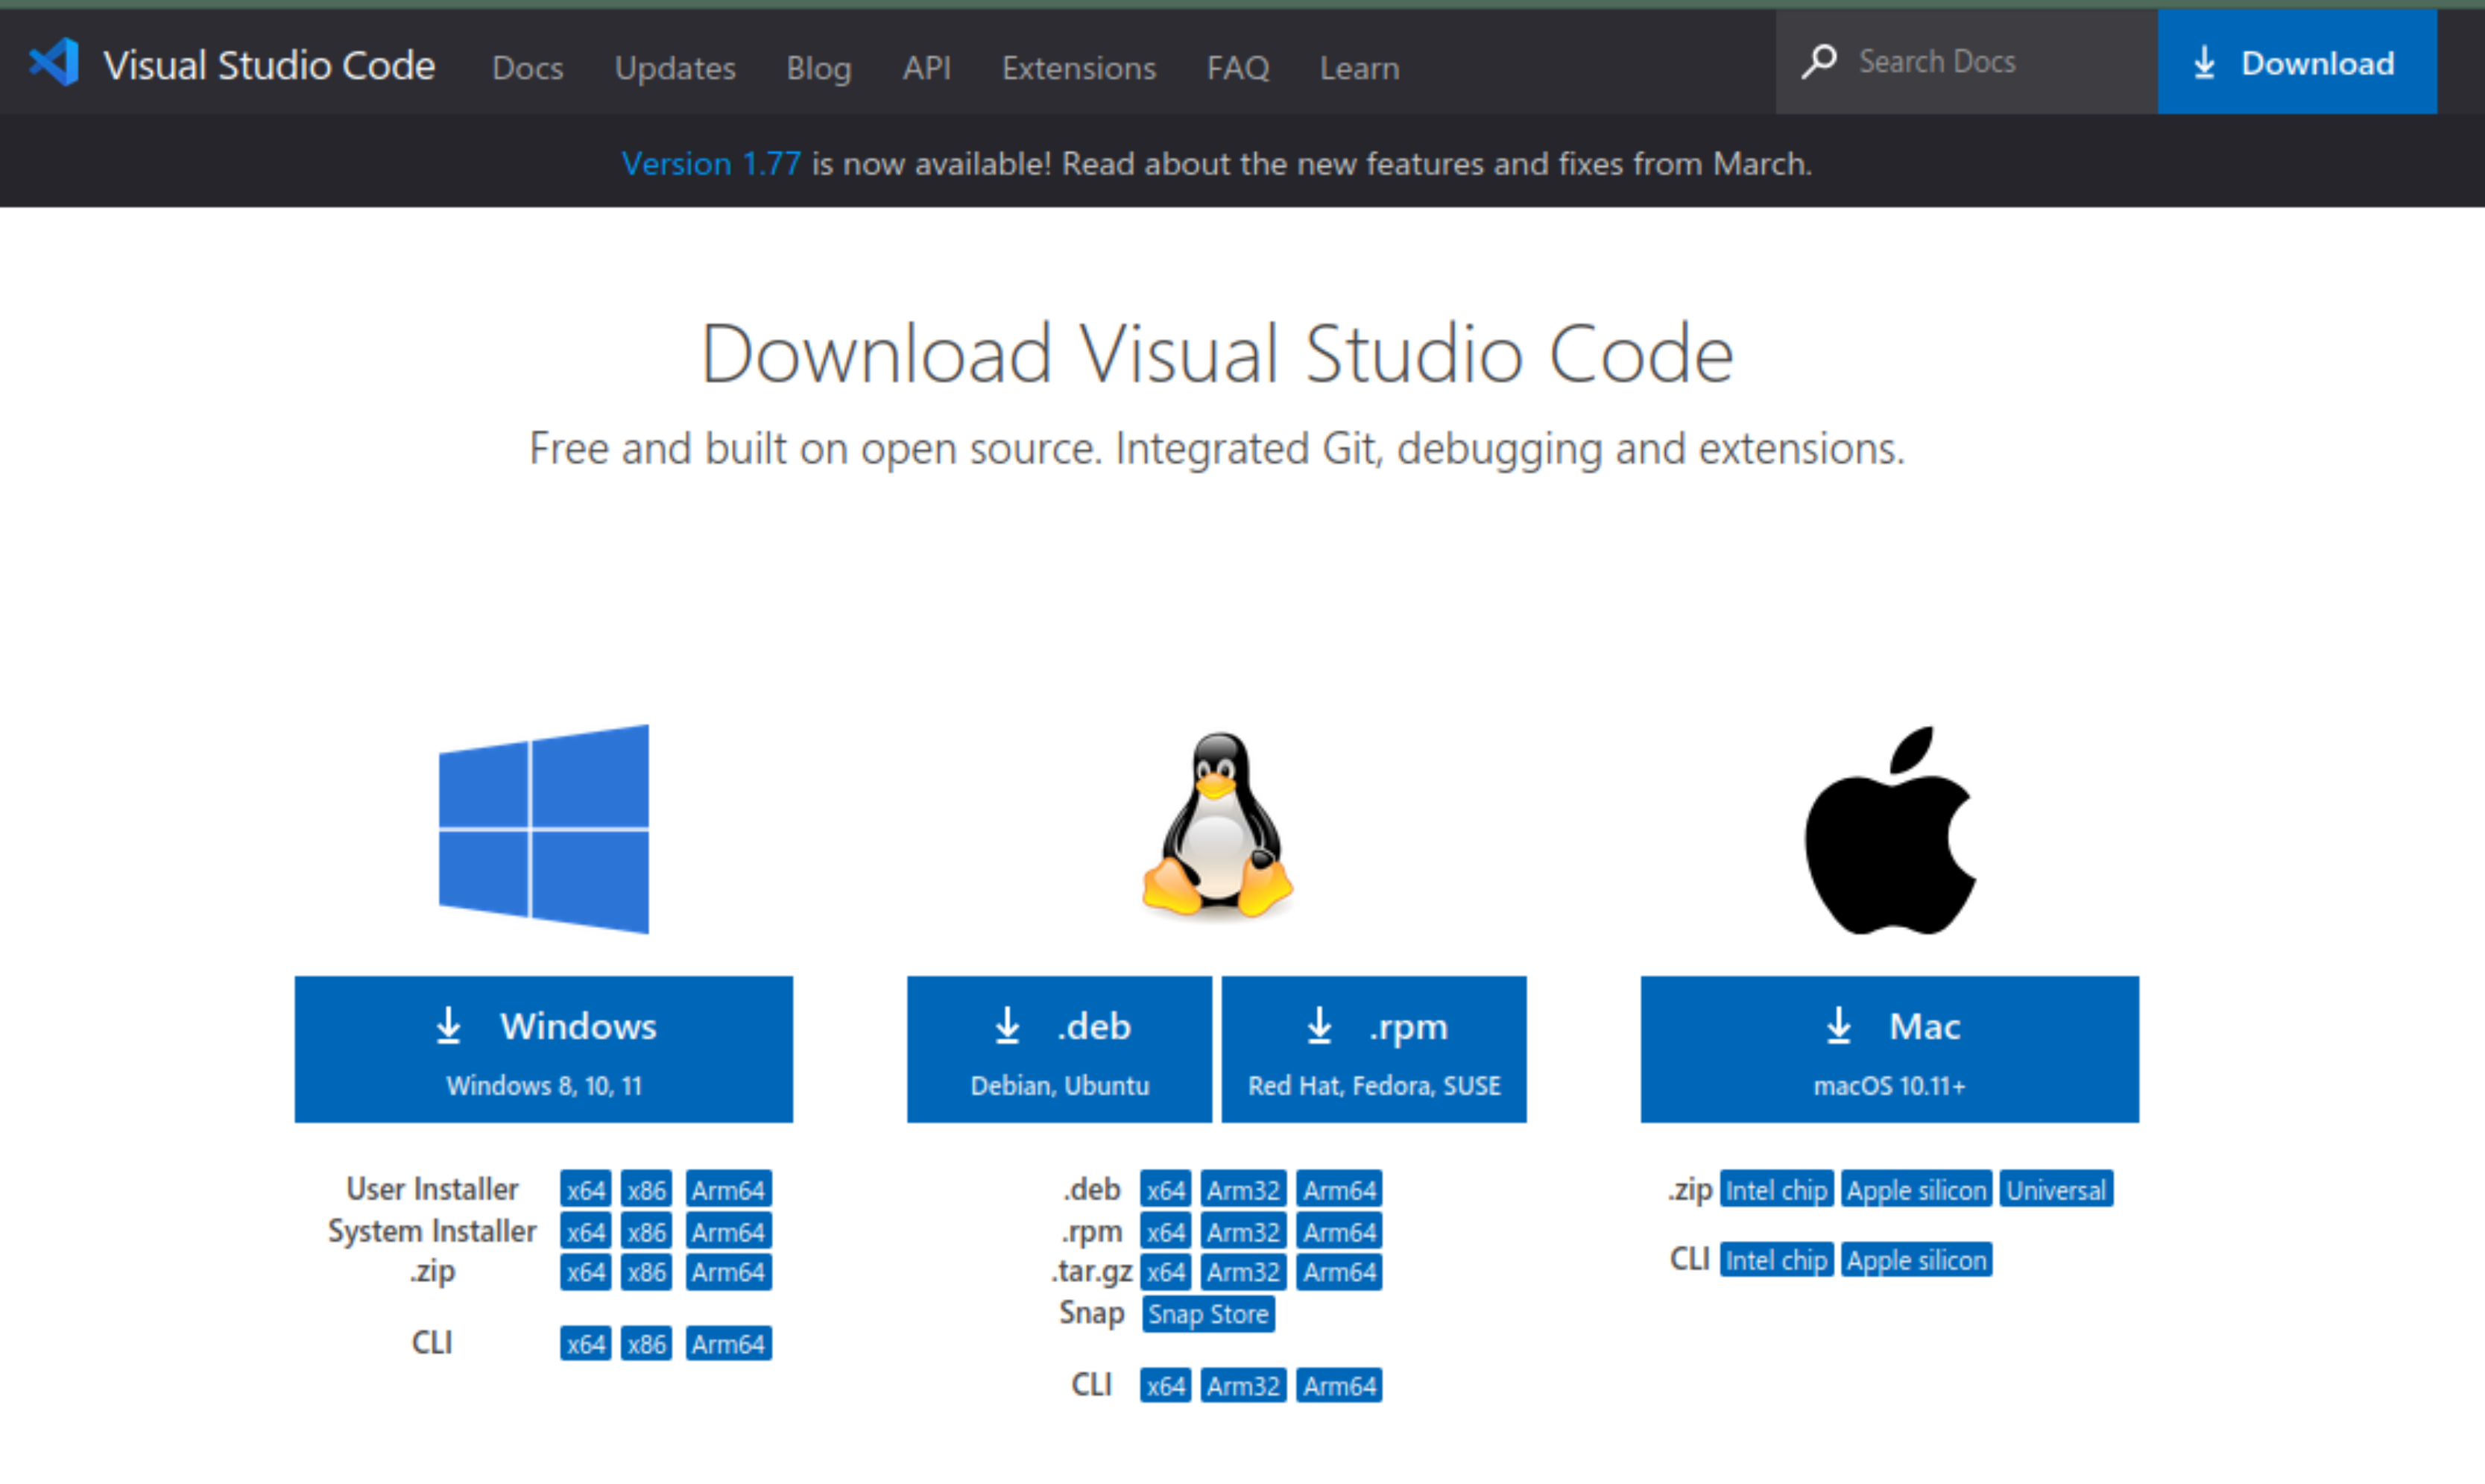 Visual Studio Code Docs Updates Blog API Extensions FAQ Learn Search Docs Download
Version 1.77 is now available! Read about the new features and fixes from March.
Download Visual Studio Code
Free and built on open source. Integrated Git, debugging and extensions.
Windows
Windows 8, 10, 11
User Installer x64 x86 Arm64
System Installer x64 x86 Arm64
.zip x64 x86 Arm64
CLI x64 x86 Arm64
.deb
Debian, Ubuntu
.rpm
Red Hat, Fedora, SUSE
.deb x64 Arm32 Arm64
.rpm x64 Arm32 Arm64
.tar.gz x64 Arm32 Arm64
Snap Snap Store
CLI x64 Arm32 Arm64
Mac
macOS 10.11+
.zip Intel chip Apple silicon Universal
CLI Intel chip Apple silicon